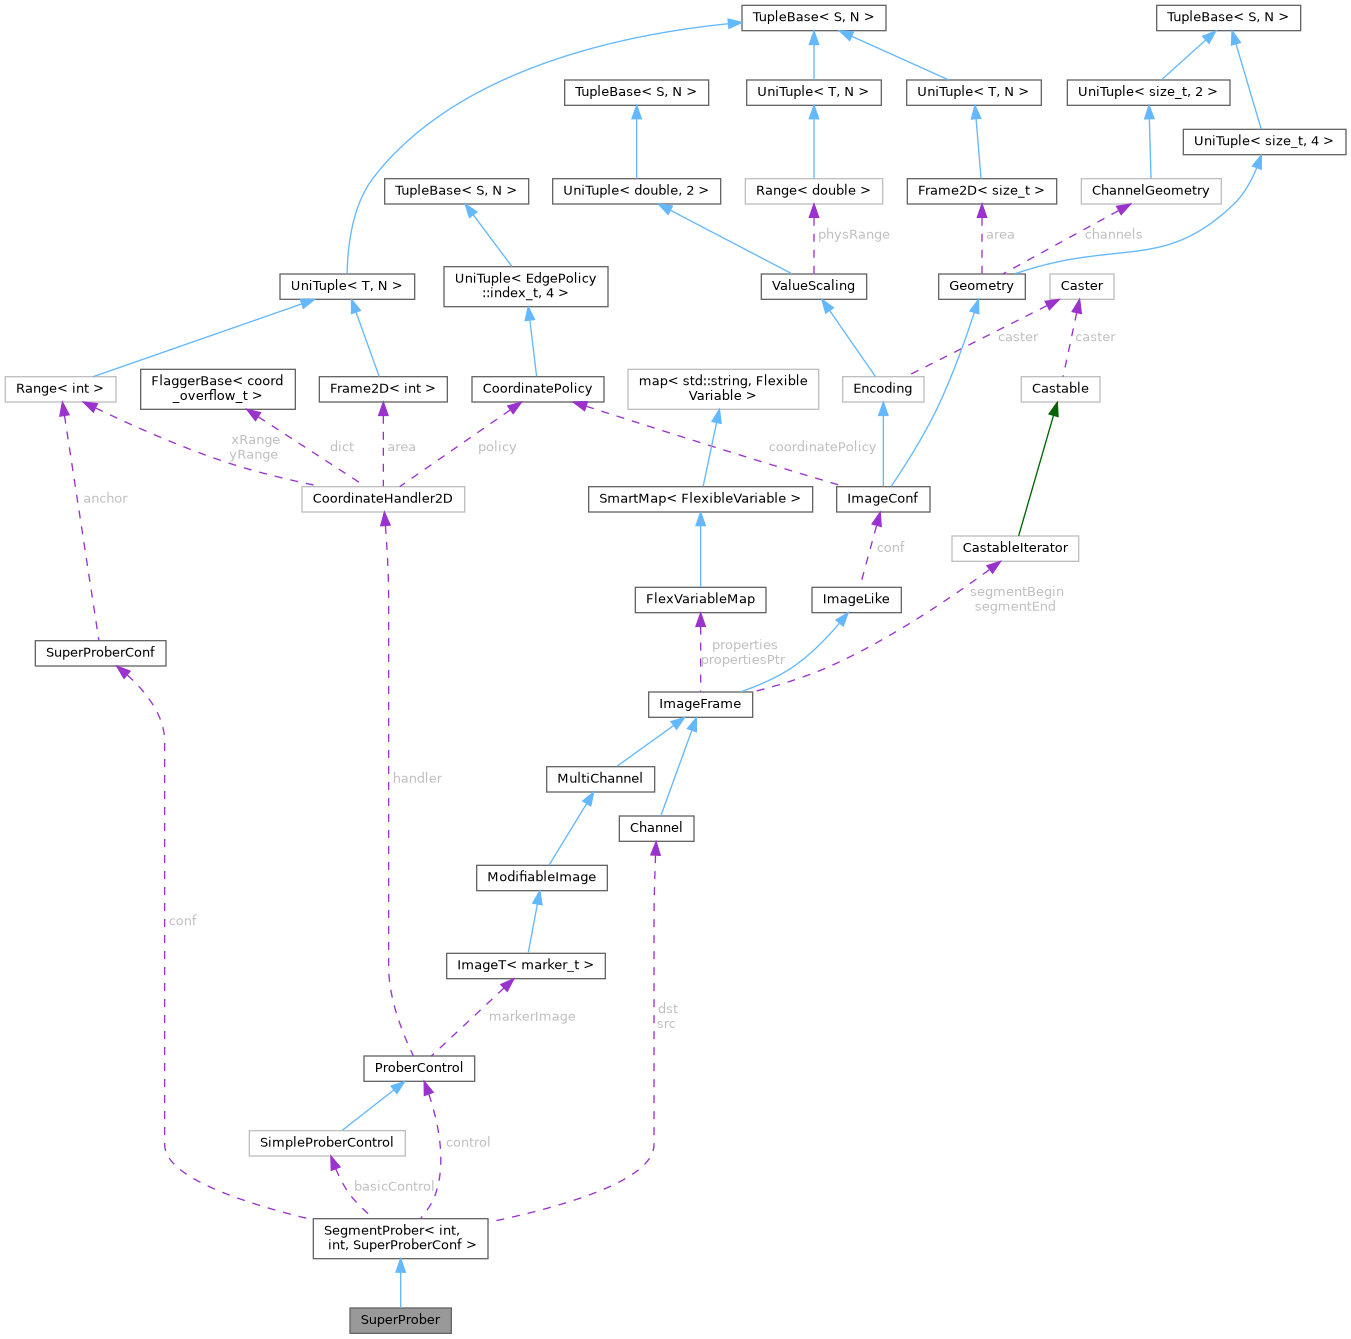 TupleBase< S, N >
TupleBase< S, N >
TupleBase< S, N >
UniTuple< T, N >
UniTuple< T, N >
UniTuple< size_t, 2 >
UniTuple< size_t, 4 >
TupleBase< S, N >
UniTuple< double, 2 >
Range< double >
Frame2D< size_t >
ChannelGeometry
physRange
area
channels
UniTuple< T, N >
UniTuple< EdgePolicy
::index_t, 4 >
ValueScaling
Geometry
Caster
caster
caster
Range< int >
FlaggerBase< coord
_overflow_t >
Frame2D< int >
CoordinatePolicy
map< std::string, Flexible
Variable >
Encoding
Castable
xRange
yRange
dict
area
policy
coordinatePolicy
anchor
CoordinateHandler2D
SmartMap< FlexibleVariable >
ImageConf
conf
CastableIterator
FlexVariableMap
ImageLike
segmentBegin
segmentEnd
SuperProberConf
properties
propertiesPtr
ImageFrame
handler
MultiChannel
Channel
ModifiableImage
conf
ImageT< marker_t >
markerImage
dst
src
ProberControl
SimpleProberControl
control
basicControl
SegmentProber< int,
int, SuperProberConf >
SuperProber